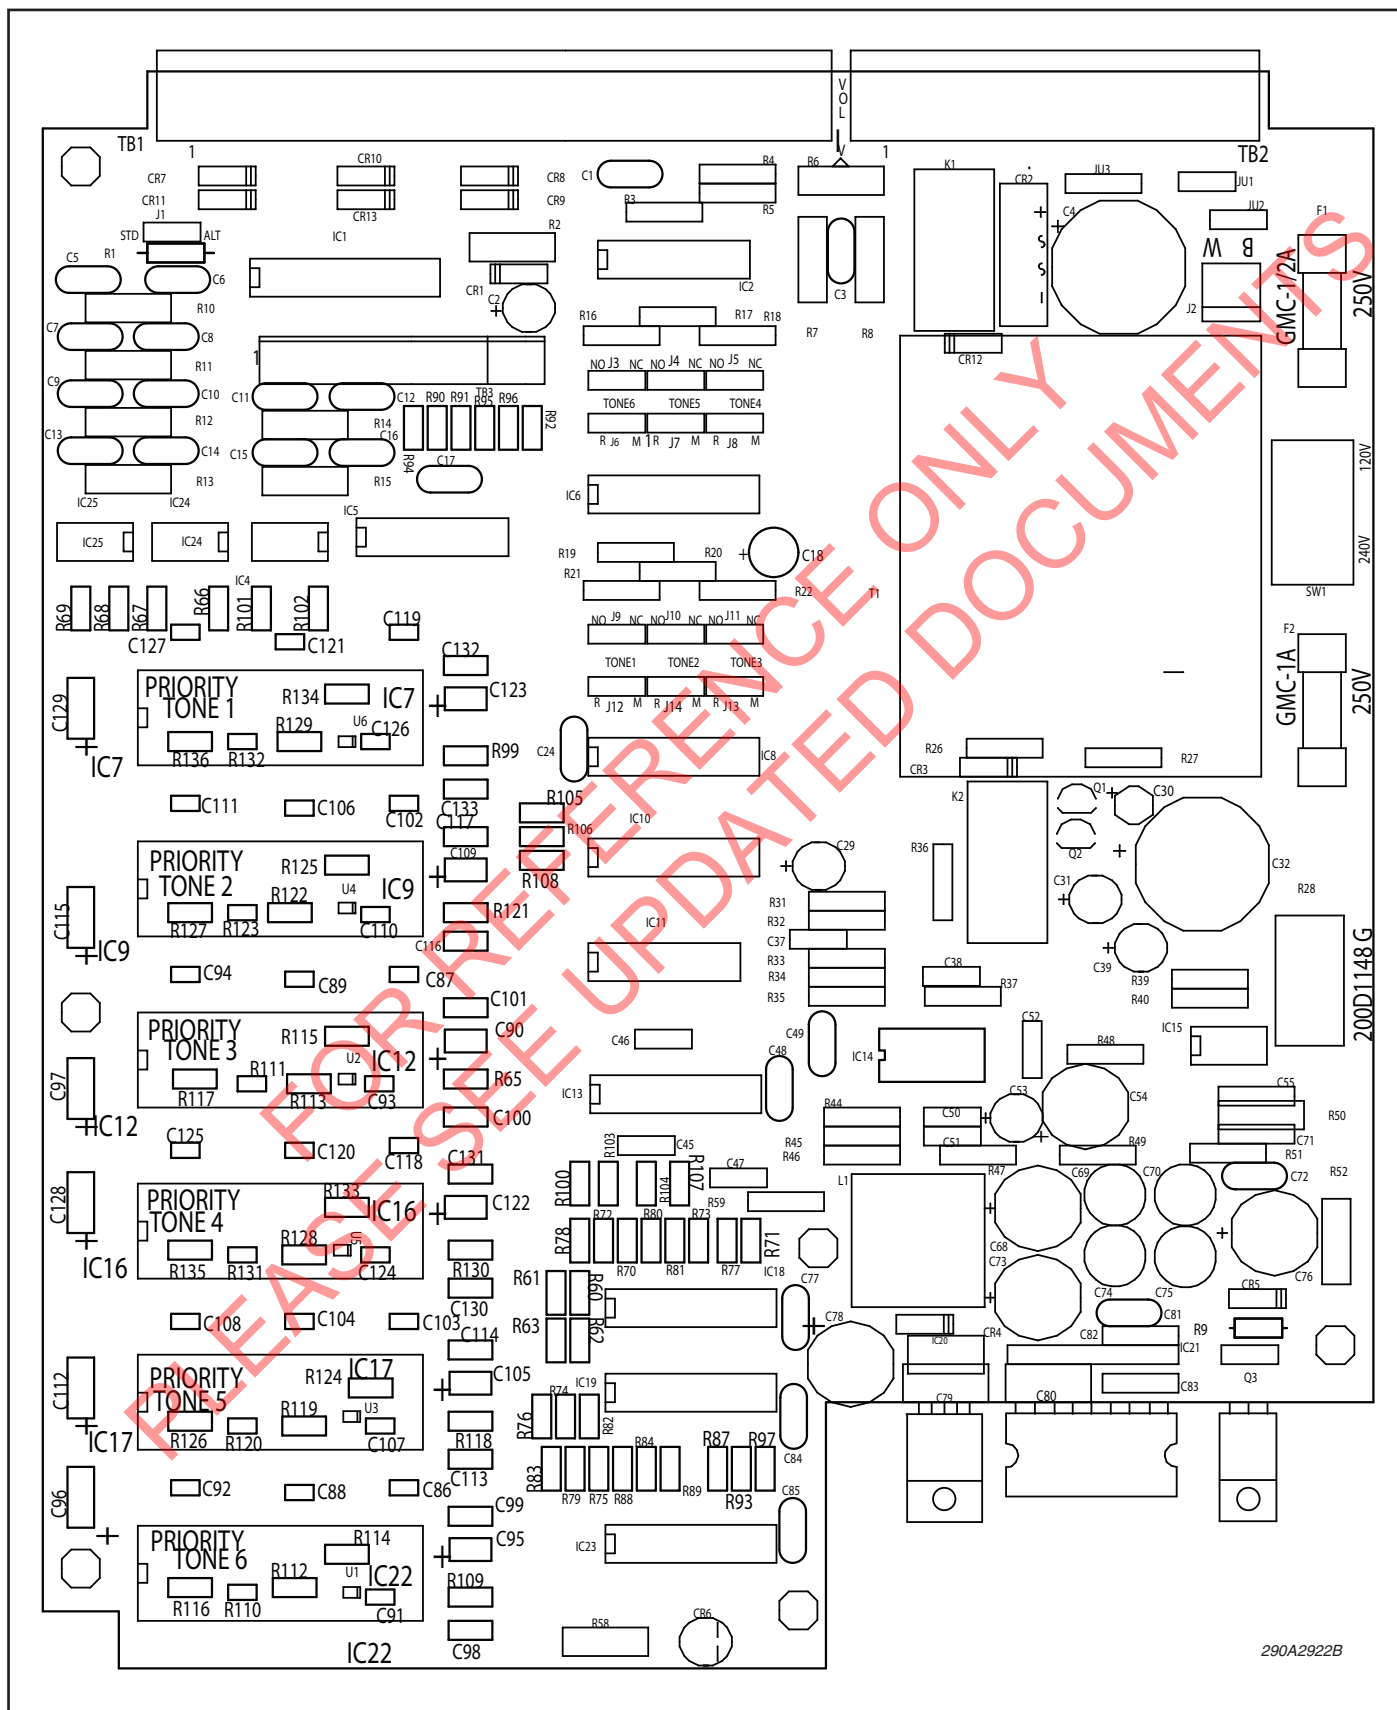 VOL
TB1
1
V
1
TB2
CR7
CR10
CR8
C1
R4
R6
K1
CR2
JU3
JU1
CR11
CR13
CR9
R3
R5
C4
JU2
F1
J1
STD
ALT
IC1
R2
IC2
W
B
C5
R1
C6
CR1
C2
C3
J2
GMC-1/2A
250V
R10
R16
R17
R18
R7
R8
C7
C8
CR12
1
R11
NO J3 NC
NO J4 NC
NO J5 NC
C9
C10
C11
C12
R90
R91
TB3
R95
R96
R92
TONE6
TONE5
TONE4
R12
R14
C16
R J6 M
1
R J7 M
R J8 M
C13
C14
C15
R94
C17
120V
R13
R15
IC6
IC25
IC24
IC5
IC25
IC24
R19
R20
C18
240V
R21
R22
T1
SW1
IC4
R69
R68
R67
R66
R101
R102
C127
C121
C119
NO J9 NC
NO J10 NC
NO J11 NC
F2
C132
TONE1
TONE2
TONE3
GMC-1A
250V
PRIORITY
TONE 1
R134
IC7
C123
R J12 M
R J14 M
R J13 M
C129
R129
U6
C126
R136
R132
IC7
R99
C24
IC8
R26
R27
CR3
C111
C106
C102
C133
R105
K2
Q1
C30
C117
R106
IC10
Q2
PRIORITY
TONE 2
R125
IC9
C109
R108
C29
R36
C32
C115
R122
U4
R127
R123
C110
R121
R31
C31
R28
R32
IC9
C116
IC11
C37
C94
C89
C87
R33
C38
C39
R39
R34
R37
R35
R40
200D1148 G
PRIORITY
TONE 3
R115
IC12
C101
C90
C46
C49
IC14
C52
R48
IC15
C97
R111
U2
C48
R117
R113
C93
R65
IC13
C53
C54
C55
IC12
C100
R44
C50
R50
C125
C120
C118
R103
C45
R45
C51
R49
C71
R46
R51
C128
C131
R100
R104
R107
C47
R59
L1
R47
C69
C70
C72
R52
PRIORITY
TONE 4
R133
IC16
C122
R128
U5
R78
R72
R70
R80
R81
R73
R77
R71
IC16
R135
R131
C124
R130
IC18
C77
C68
C76
C73
R61
R60
C130
C74
C75
CR5
C108
C104
C103
R63
R62
C78
C81
C114
IC20
CR4
C82
R9
IC21
PRIORITY
TONE 5
R124
IC17
C105
IC19
C112
R119
U3
R74
C79
C80
C83
Q3
R126
R120
C107
R118
R76
R82
IC17
C113
R83
R84
R87
R97
C84
C96
C92
C88
C86
R79
R75
R88
R89
R93
C85
C99
PRIORITY
TONE 6
R114
C95
IC23
R112
U1
IC22
R116
R110
C91
R109
R58
CR6
IC22
C98
290A2922B
FOR REFERENCE ONLY
PLEASE SEE UPDATED DOCUMENTS